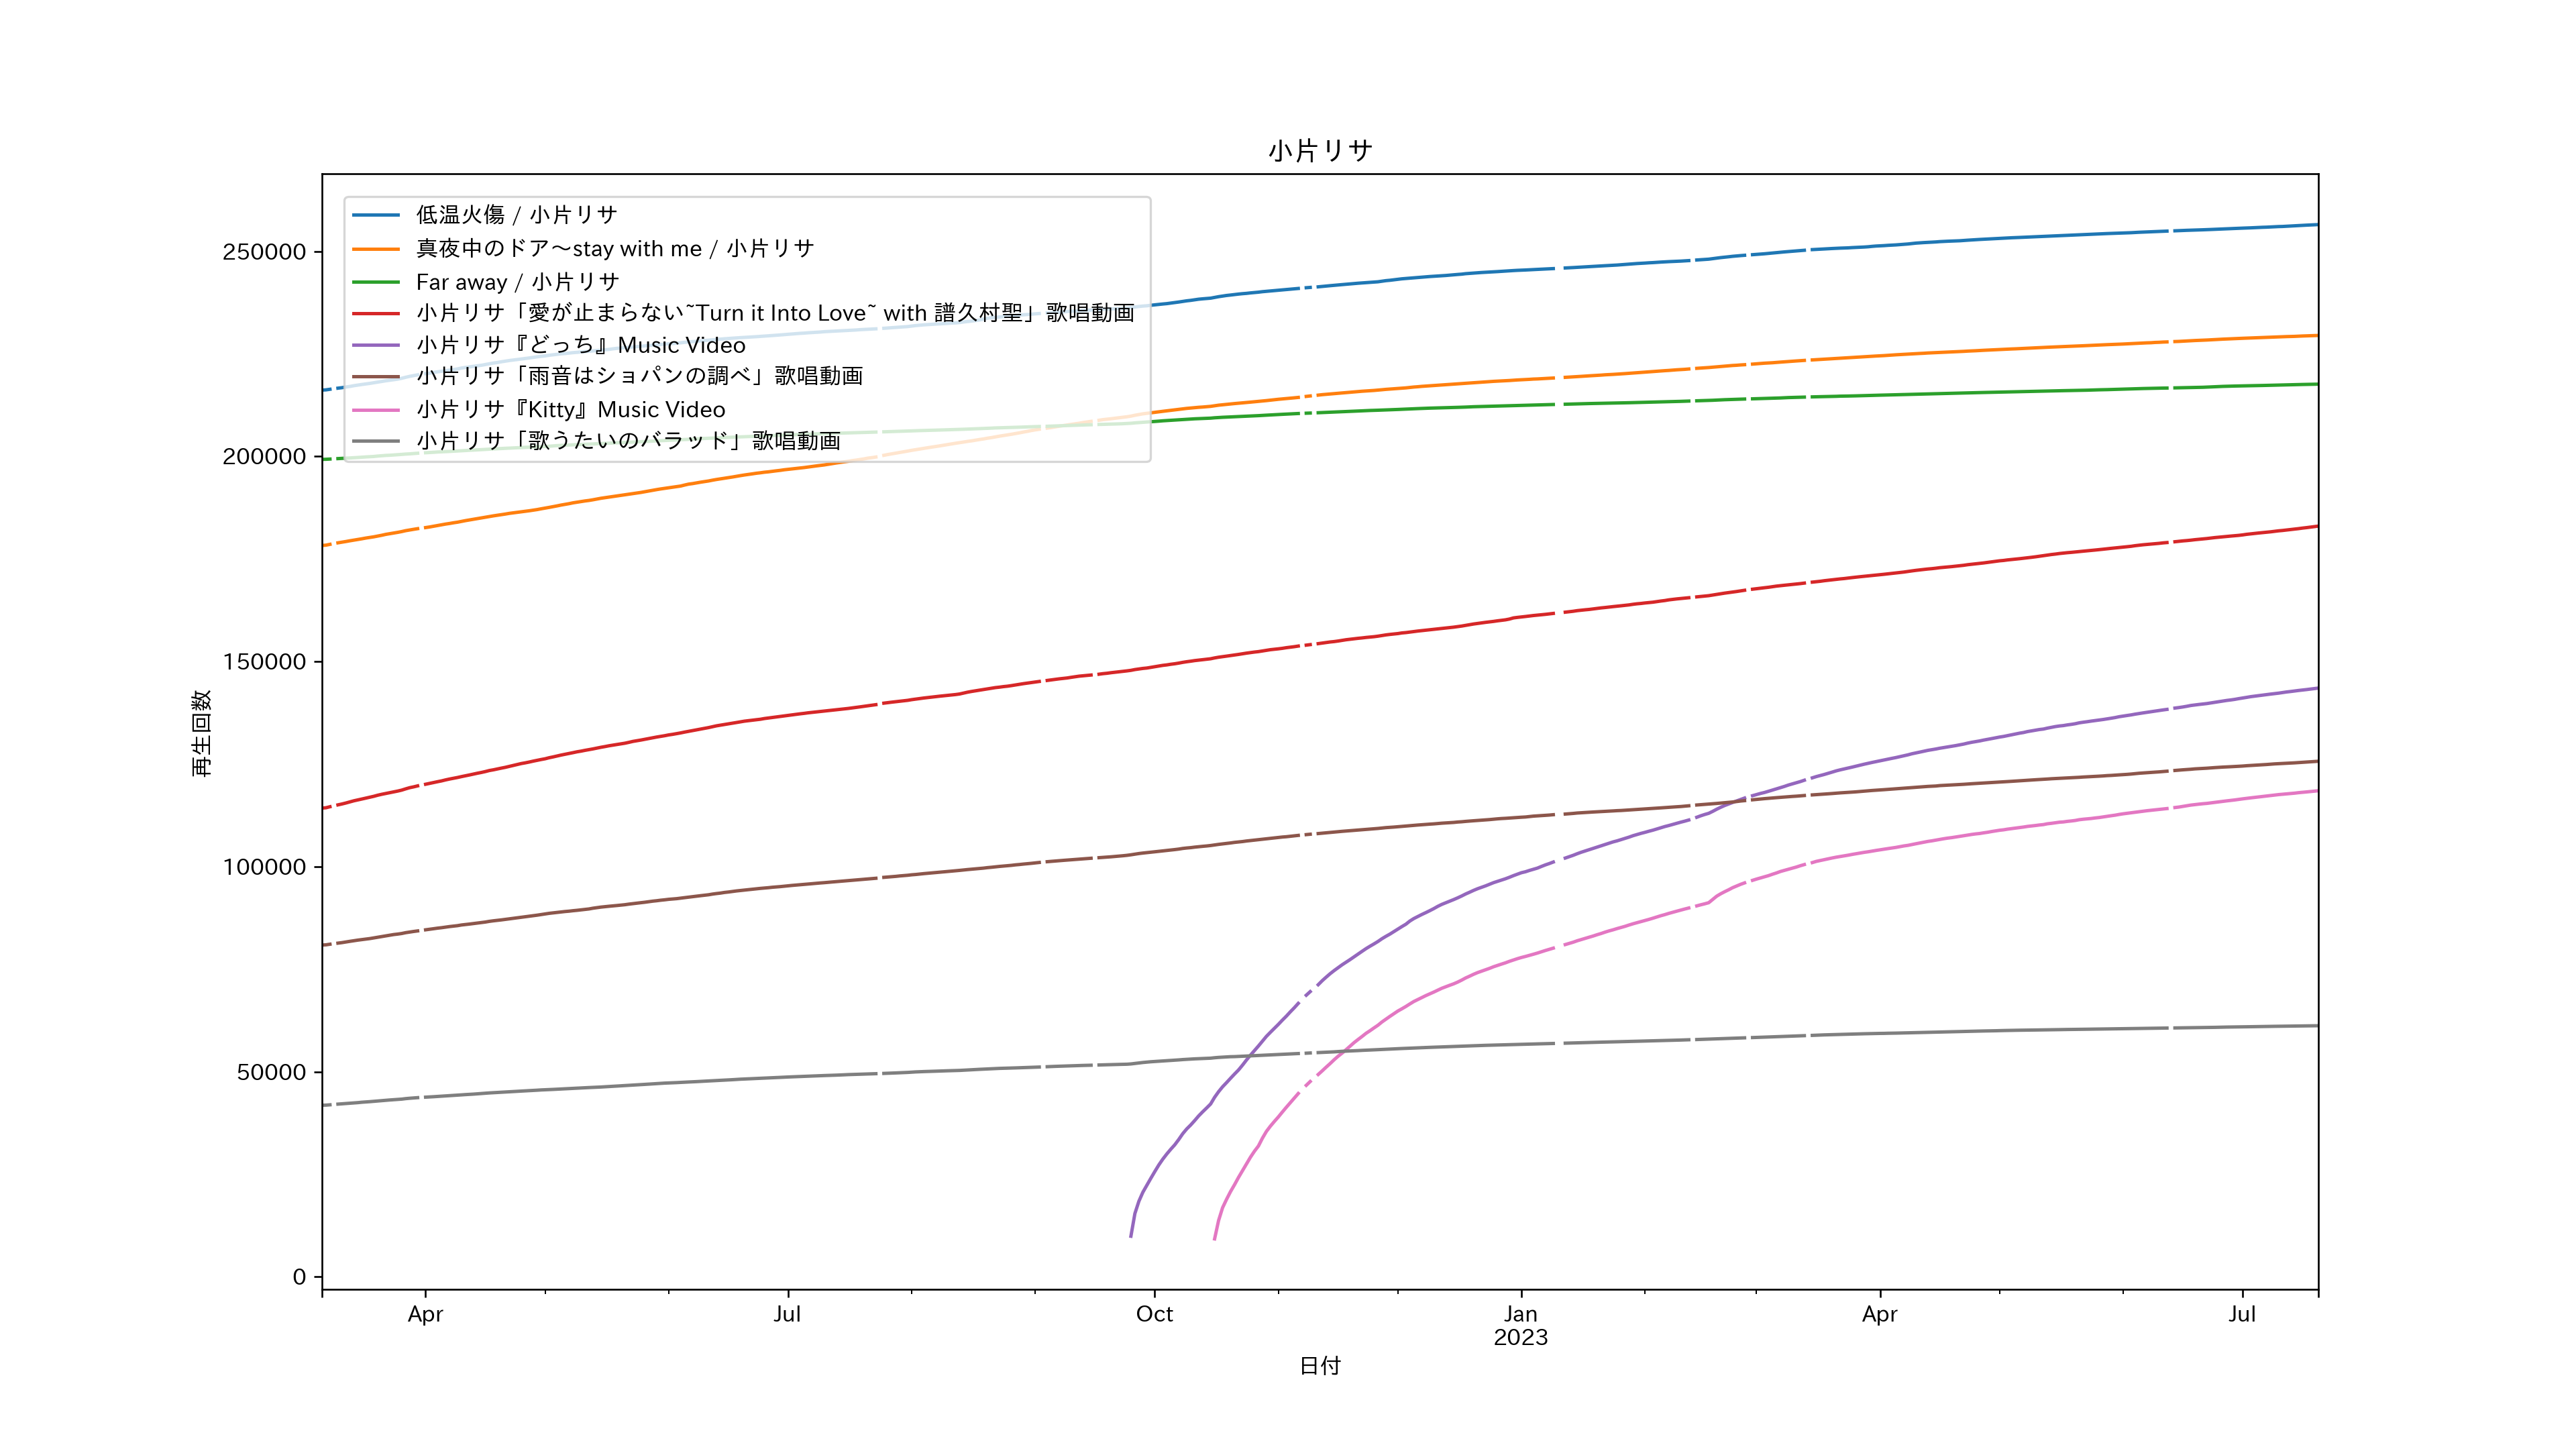 小片リサ
低温火傷 / 小片リサ
真夜中のドア〜stay with me / 小片リサ
Far away / 小片リサ
小片リサ「愛が止まらない~Turn it Into Love~ with 譜久村聖」歌唱動画
小片リサ『どっち』Music Video
小片リサ「雨音はショパンの調べ」歌唱動画
小片リサ『Kitty』Music Video
小片リサ「歌うたいのバラッド」歌唱動画
250000
200000
150000
100000
50000
0
再生回数
Apr Jul Oct Jan Apr Jul
2023
日付